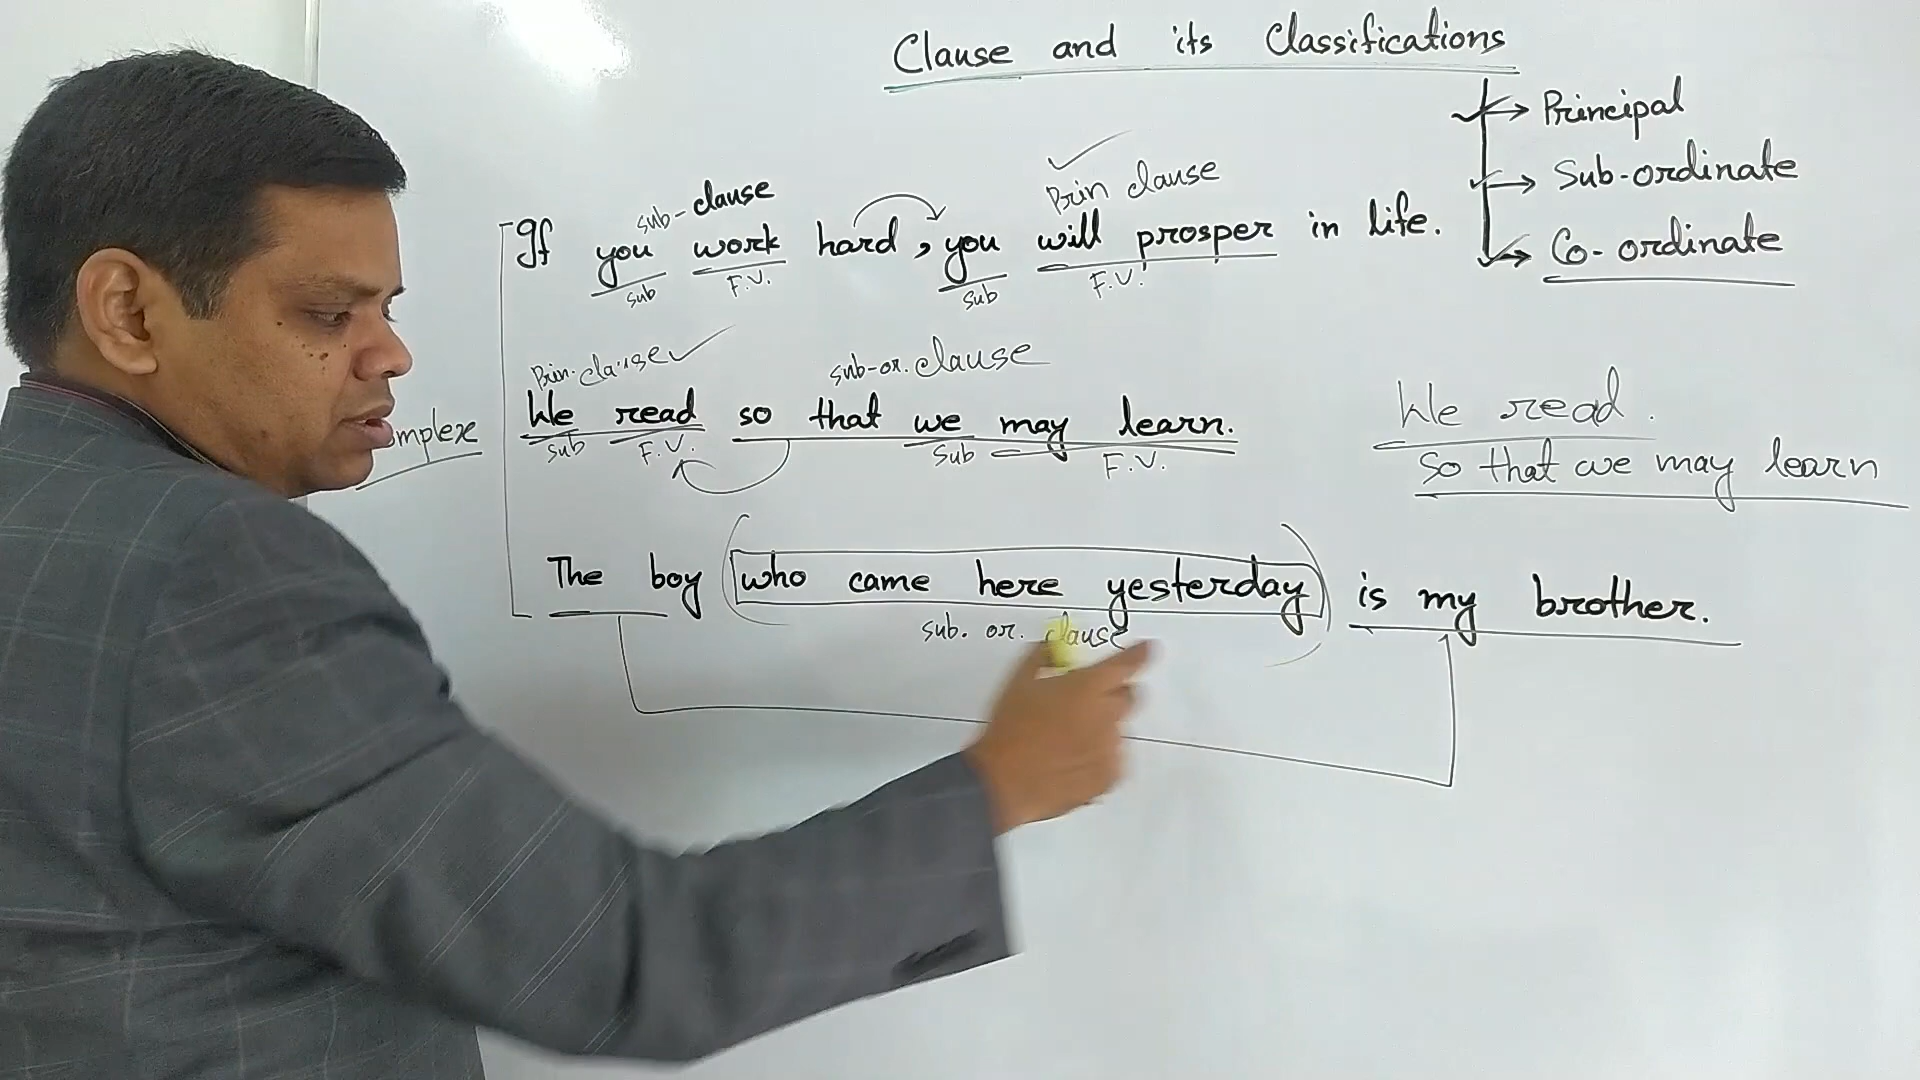 Clause and its Classifications
Principal
Sub-ordinate
Co-ordinate
sub-clause
Prin clause
If you work hard, you will prosper in life.
sub F.V. sub F.V.
Prin. clause
sub-or. clause
We read so that we may learn.
sub F.V. sub F.V.
mplex
We read.
so that we may learn
The boy (who came here yesterday) is my brother.
sub. or. clause